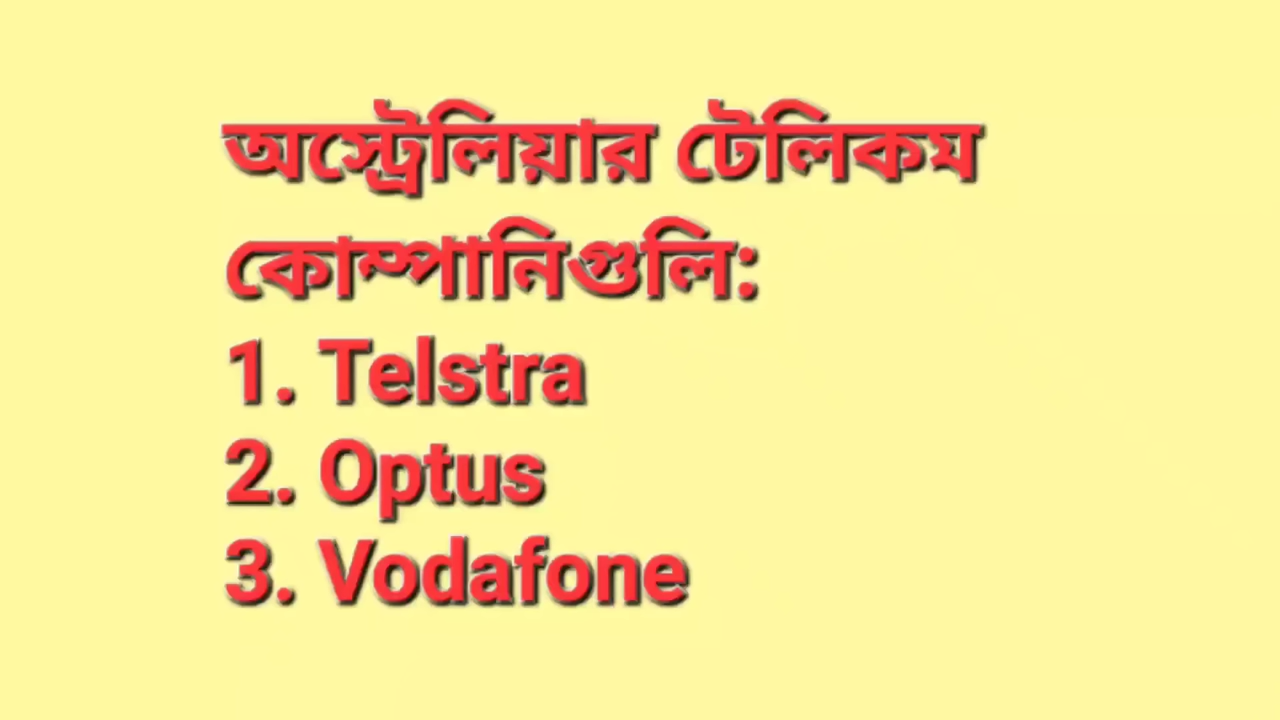 অস্ট্রেলিয়ার টেলিকম
কোম্পানিগুলি:
1. Telstra
2. Optus
3. Vodafone